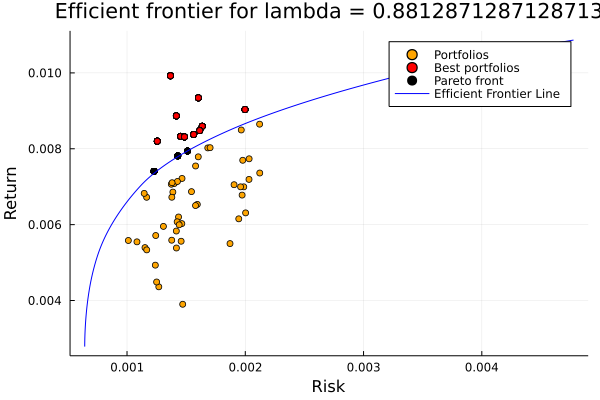 Efficient frontier for lambda = 0.8812871287128713
Portfolios
Best portfolios
Pareto front
Efficient Frontier Line
Return
0.010
0.008
0.006
0.004
0.001 0.002 0.003 0.004
Risk